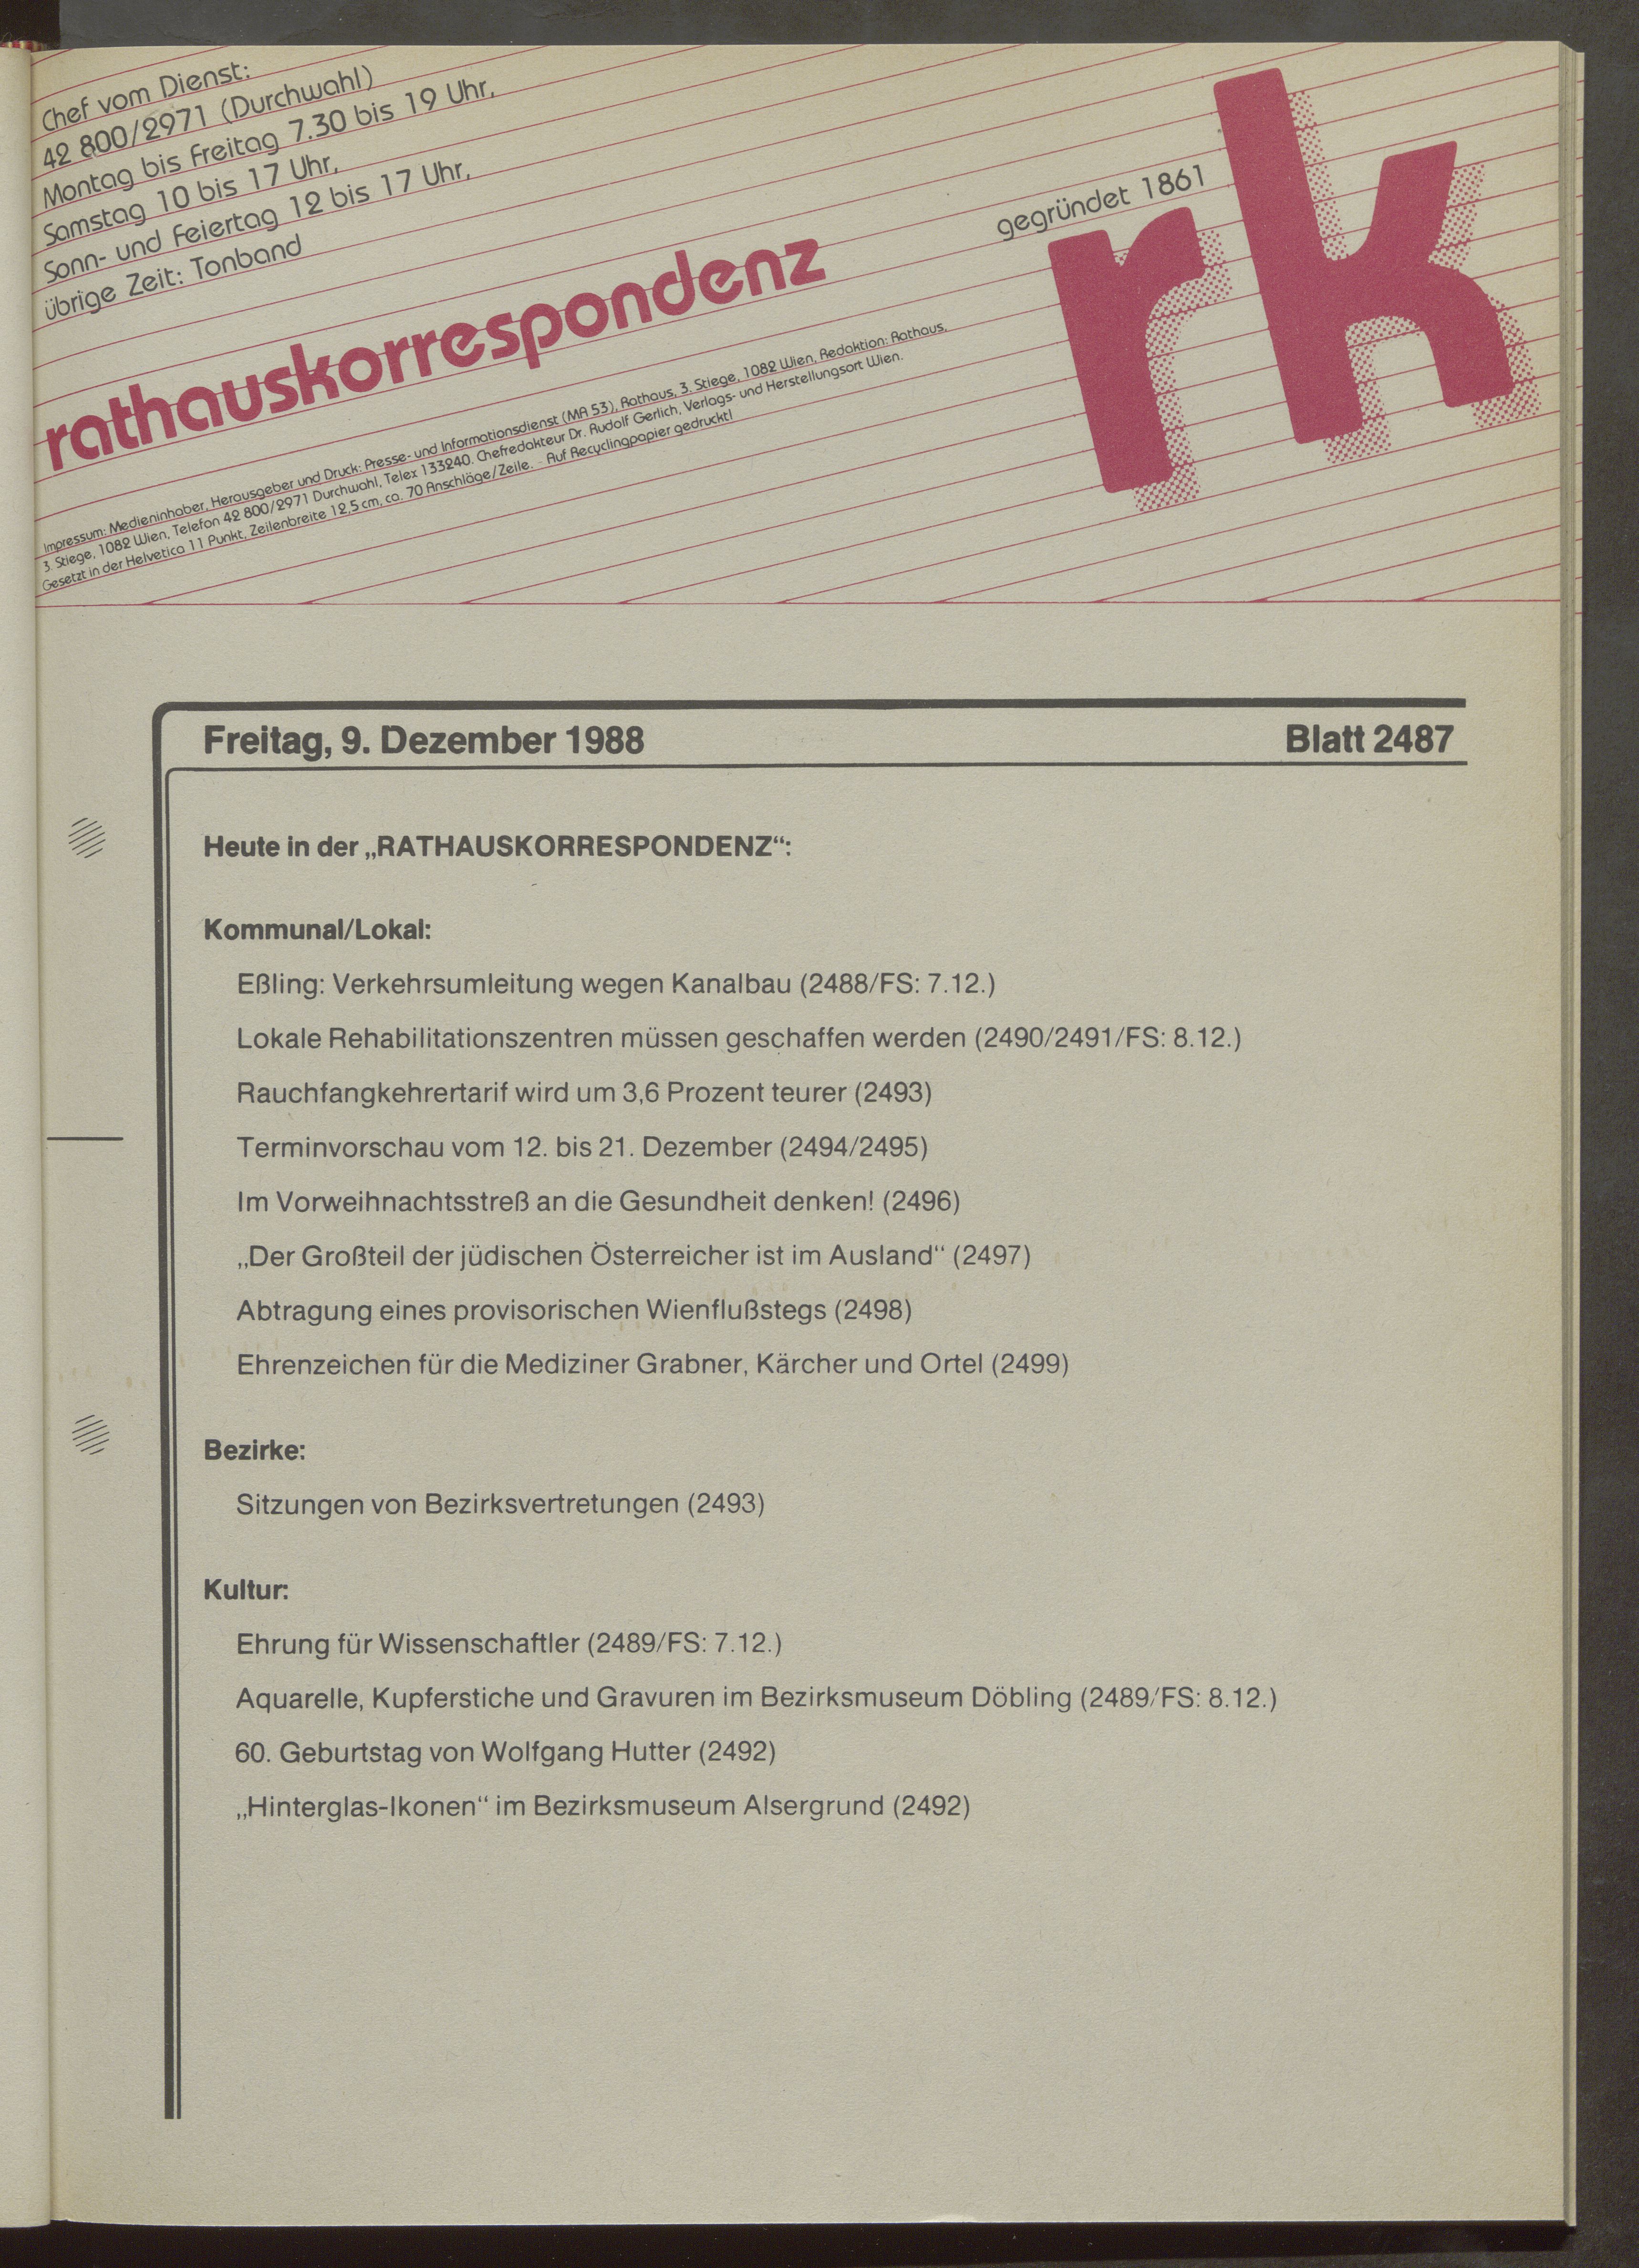 Chef vom Dienst:
42 800/2971 (Durchwahl)
Montag bis Freitag 7.30 bis 19 Uhr,
Samstag 10 bis 17 Uhr,
Sonn- und Feiertag 12 bis 17 Uhr,
übrige Zeit: Tonband
gegründet 1861
rk
rathauskorrespondenz
Impressum: Medieninhaber, Herausgeber und Druck: Presse- und Informationsdienst (MA 53), Rathaus, 3. Stiege, 1082 Wien, Redaktion: Rathaus,
3. Stiege, 1082 Wien, Telefon 42 800/2971 Durchwahl, Telex 133240. Chefredakteur Dr. Rudolf Gerlich, Verlags- und Herstellungsort Wien.
Gesetzt in der Helvetica 11 Punkt, Zeilenbreite 12,5 cm, ca. 70 Anschläge/Zeile. - Auf Recyclingpapier gedruckt!
Freitag, 9. Dezember 1988 Blatt 2487
Heute in der „RATHAUSKORRESPONDENZ“:
Kommunal/Lokal:
Eßling: Verkehrsumleitung wegen Kanalbau (2488/FS: 7.12.)
Lokale Rehabilitationszentren müssen geschaffen werden (2490/2491/FS: 8.12.)
Rauchfangkehrertarif wird um 3,6 Prozent teurer (2493)
Terminvorschau vom 12. bis 21. Dezember (2494/2495)
Im Vorweihnachtsstreß an die Gesundheit denken! (2496)
„Der Großteil der jüdischen Österreicher ist im Ausland“ (2497)
Abtragung eines provisorischen Wienflußstegs (2498)
Ehrenzeichen für die Mediziner Grabner, Kärcher und Ortel (2499)
Bezirke:
Sitzungen von Bezirksvertretungen (2493)
Kultur:
Ehrung für Wissenschaftler (2489/FS: 7.12.)
Aquarelle, Kupferstiche und Gravuren im Bezirksmuseum Döbling (2489/FS: 8.12.)
60. Geburtstag von Wolfgang Hutter (2492)
„Hinterglas-Ikonen“ im Bezirksmuseum Alsergrund (2492)